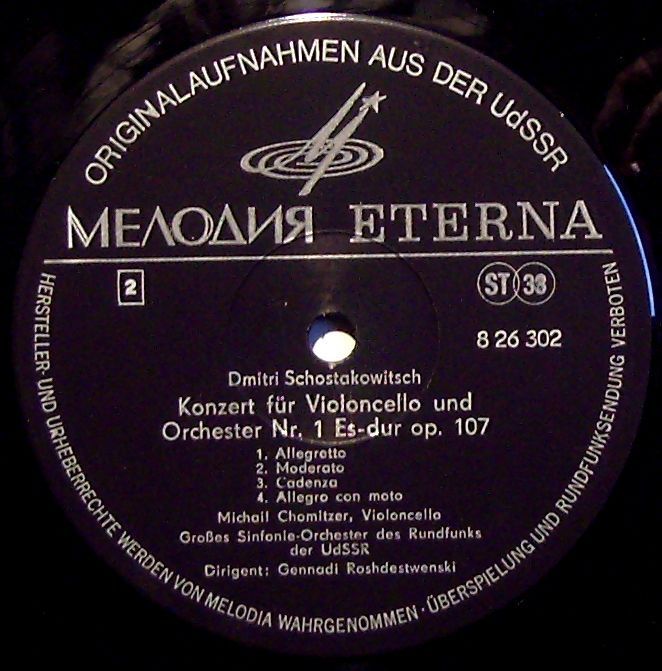 ORIGINALAUFNAHMEN AUS DER UdSSR
МЕЛОДИЯ ETERNA
2
ST 33
8 26 302
Dmitri Schostakowitsch
Konzert für Violoncello und
Orchester Nr. 1 Es-dur op. 107
1. Allegretto
2. Moderato
3. Cadenza
4. Allegro con moto
Michail Chomitzer, Violoncello
Großes Sinfonie-Orchester des Rundfunks
der UdSSR
Dirigent: Gennadi Roshdestwenski
HERSTELLER- UND URHEBERRECHTE WERDEN VON MELODIA WAHRGENOMMEN · ÜBERSPIELUNG UND RUNDFUNKSENDUNG VERBOTEN